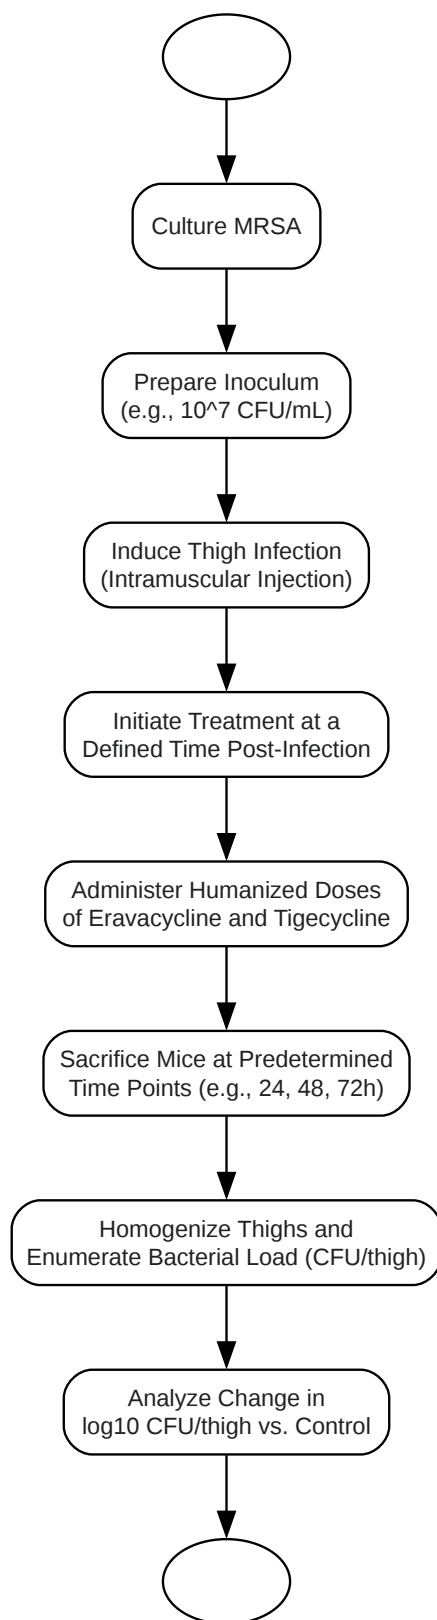 Culture MRSA
Prepare Inoculum
(e.g., 10^7 CFU/mL)
Induce Thigh Infection
(Intramuscular Injection)
Initiate Treatment at a
Defined Time Post-Infection
Administer Humanized Doses
of Eravacycline and Tigecycline
Sacrifice Mice at Predetermined
Time Points (e.g., 24, 48, 72h)
Homogenize Thighs and
Enumerate Bacterial Load (CFU/thigh)
Analyze Change in
log10 CFU/thigh vs. Control